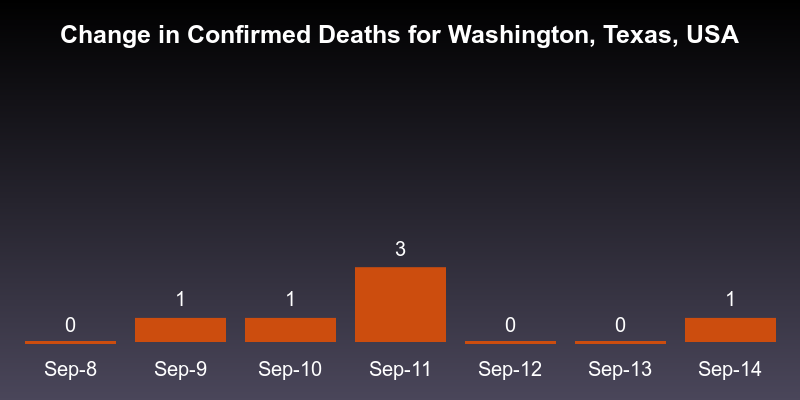 Change in Confirmed Deaths for Washington, Texas, USA
3
1 1 1
0 0 0
Sep-8 Sep-9 Sep-10 Sep-11 Sep-12 Sep-13 Sep-14